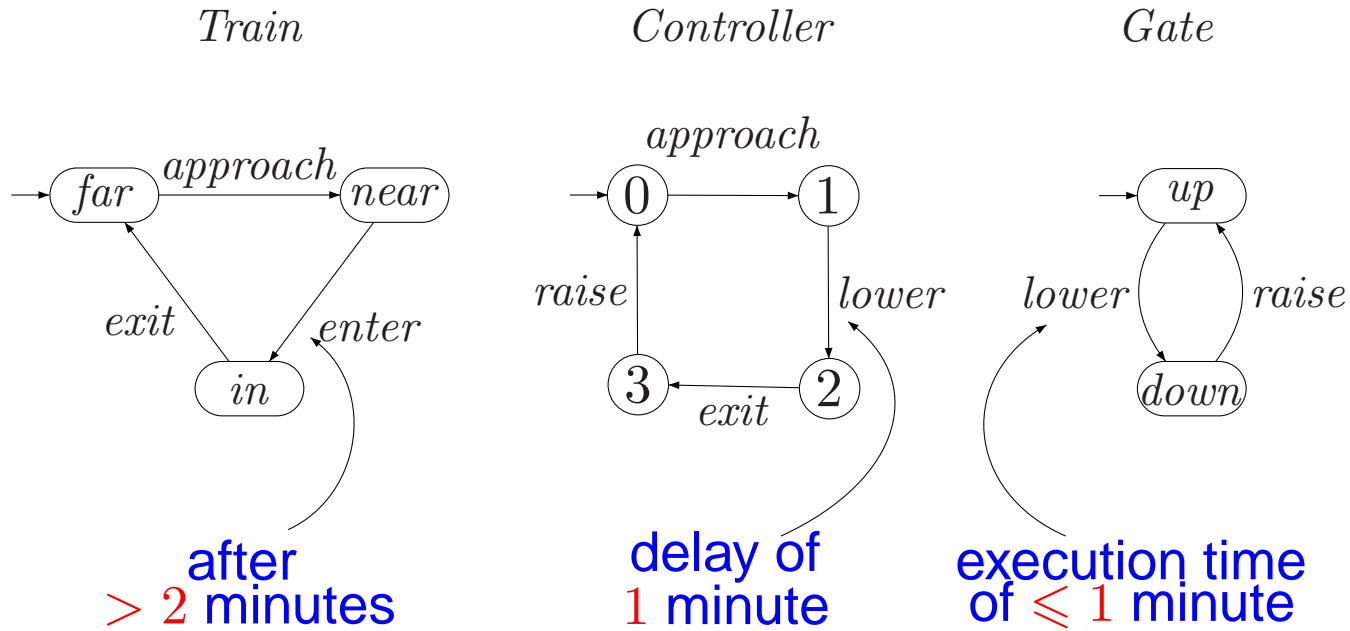 Train Controller Gate
approach
approach
far near 0 1 up
raise lower lower raise
exit enter
in 3 2 down
exit
after delay of execution time
> 2 minutes 1 minute of ⩽ 1 minute